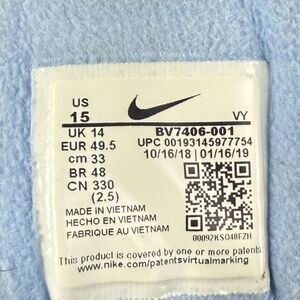 US
15
VY
UK 14
BV7406-001
EUR 49.5
UPC 00193145977754
cm 33
10/16/18 | 01/16/19
BR 48
CN 330
(2.5)
MADE IN VIETNAM
HECHO EN VIETNAM
FABRIQUE AU VIETNAM
00092KSO48FZH
This product is covered by one or more patents
www.nike.com/patentsvirtualmarking